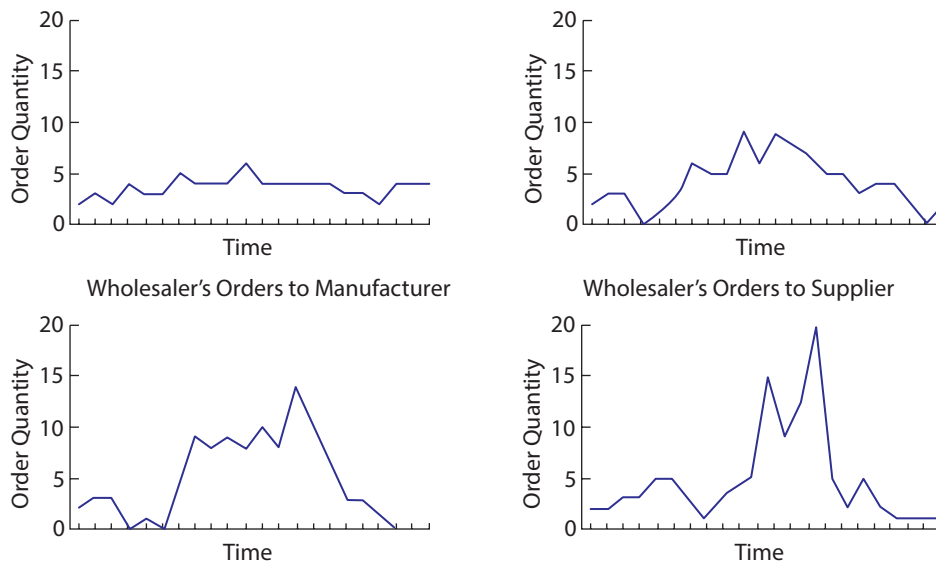 20
15
10
5
0
Order Quantity
Time
20
15
10
5
0
Order Quantity
Time
Wholesaler’s Orders to Manufacturer
20
15
10
5
0
Order Quantity
Time
Wholesaler’s Orders to Supplier
20
15
10
5
0
Order Quantity
Time